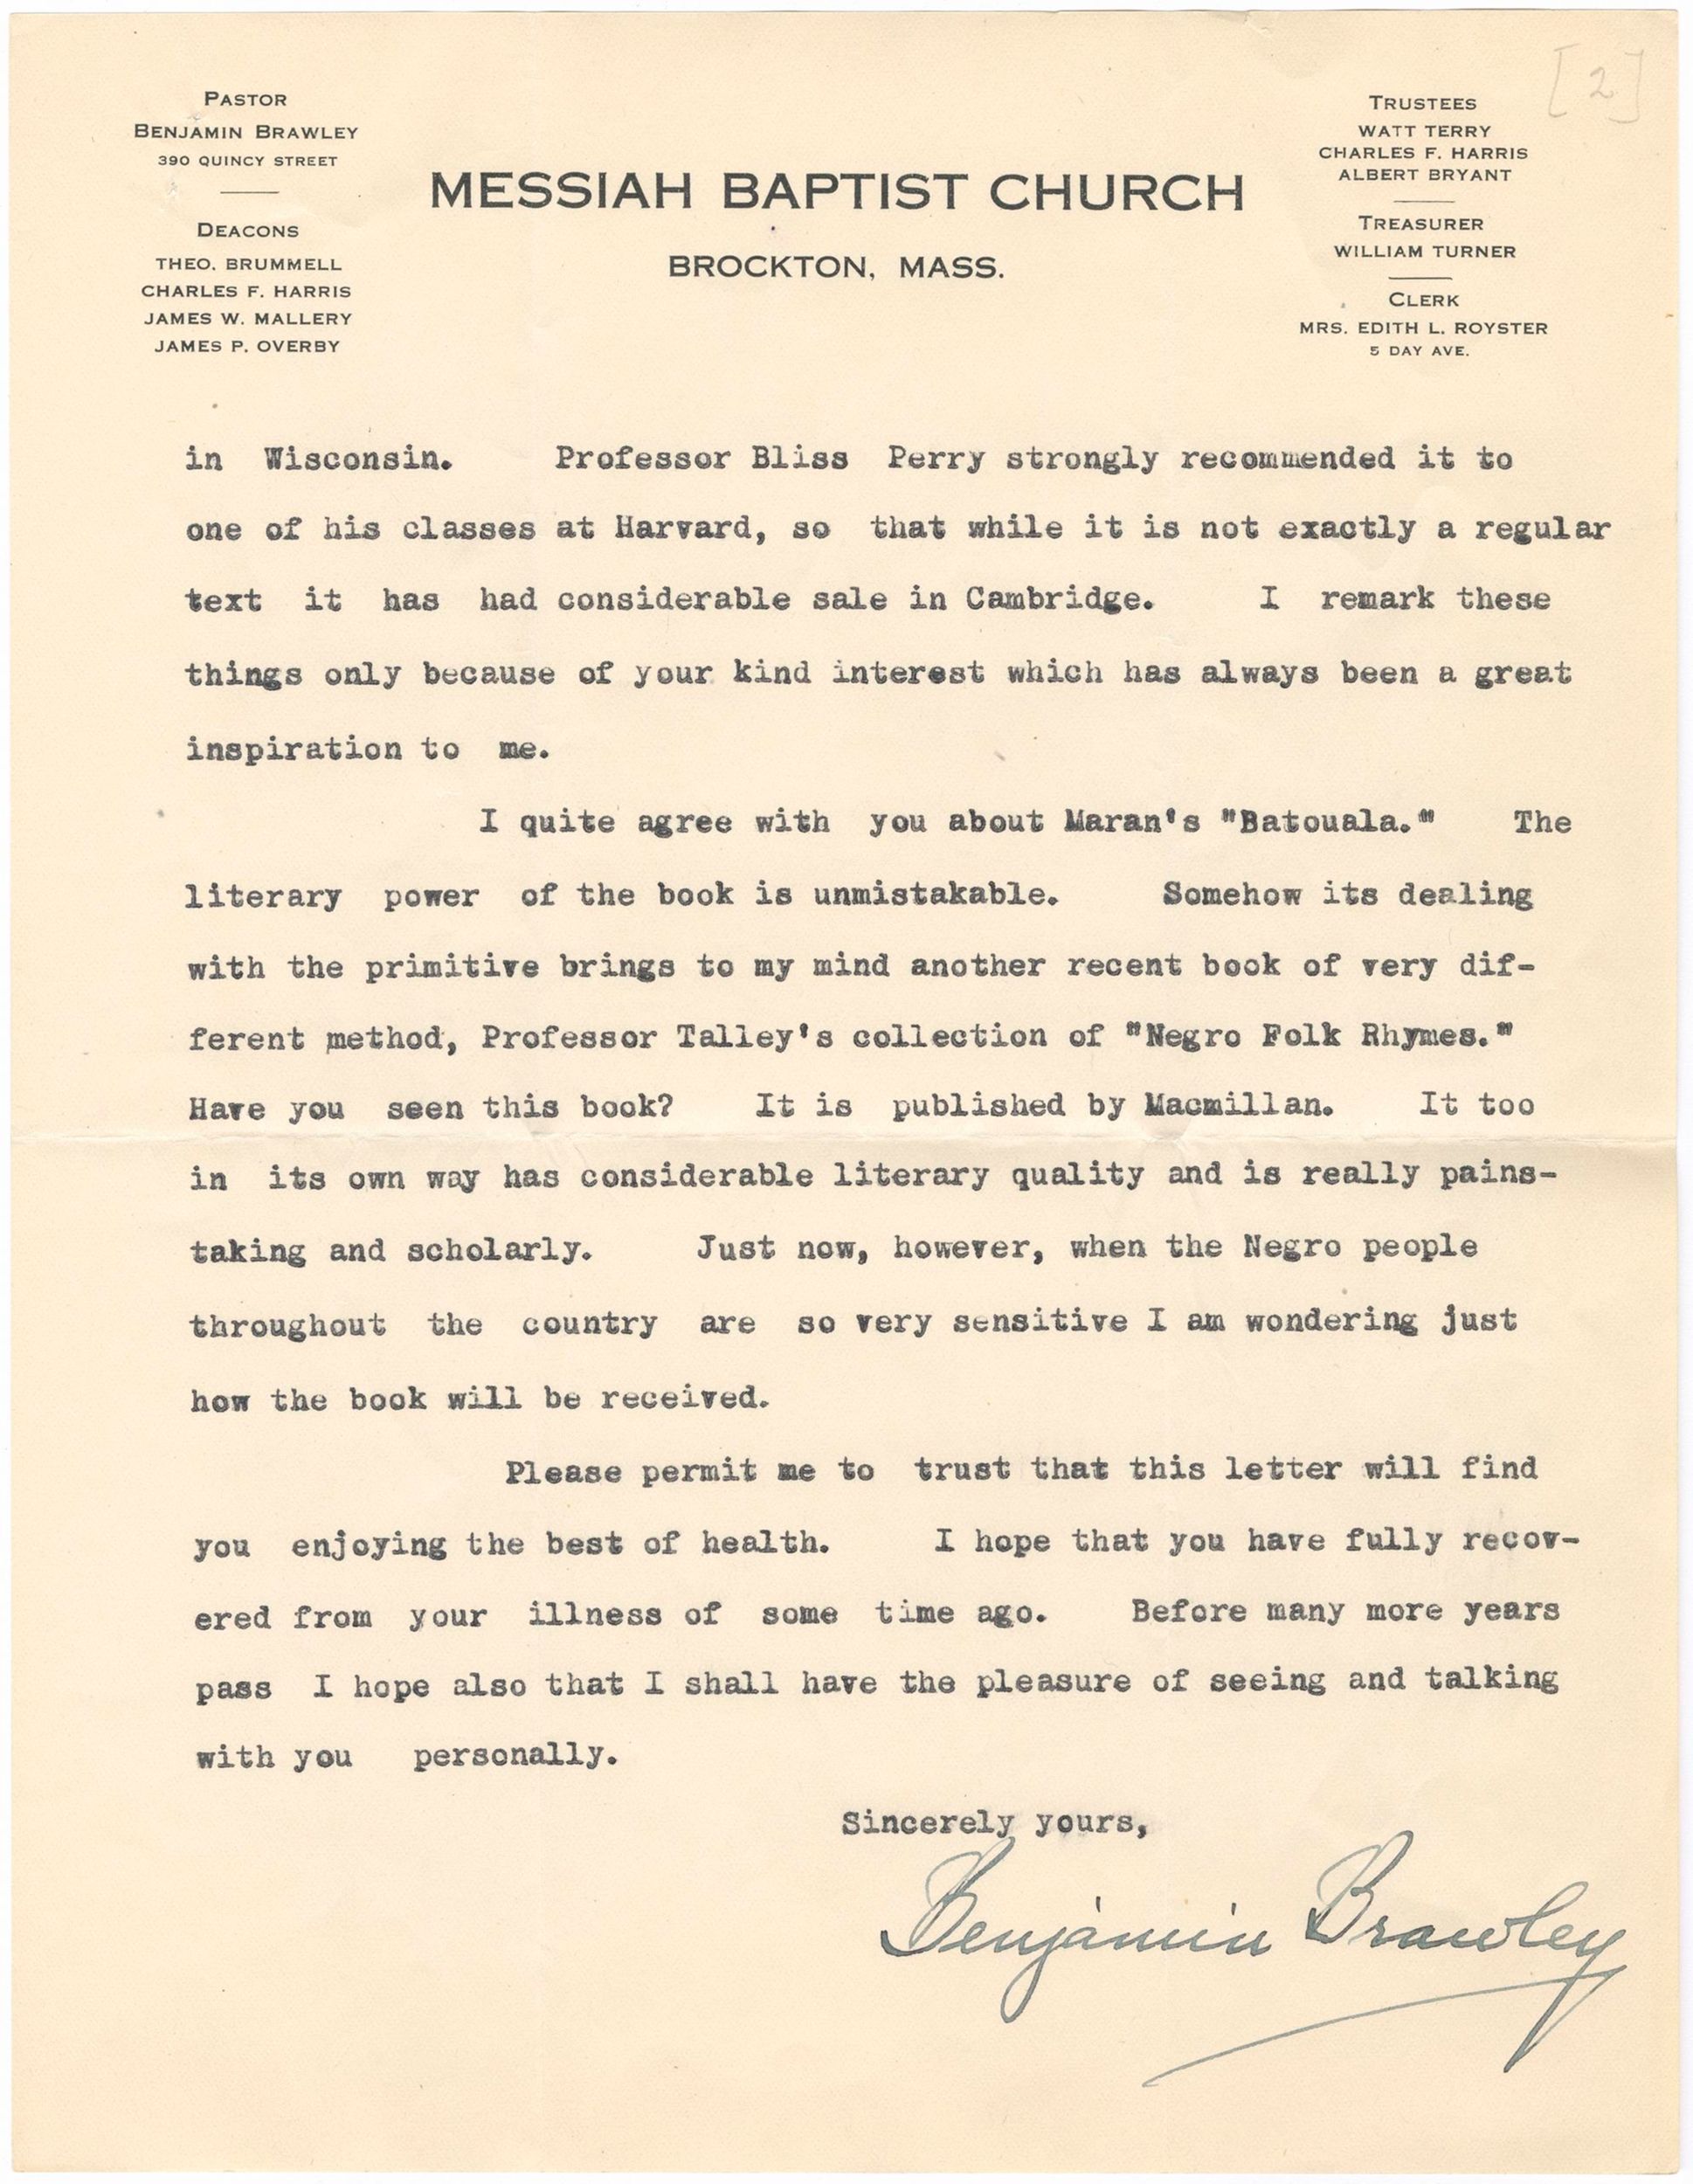 [2]
PASTOR
BENJAMIN BRAWLEY
390 QUINCY STREET
DEACONS
THEO. BRUMMELL
CHARLES F. HARRIS
JAMES W. MALLERY
JAMES P. OVERBY
MESSIAH BAPTIST CHURCH
BROCKTON, MASS.
TRUSTEES
WATT TERRY
CHARLES F. HARRIS
ALBERT BRYANT
TREASURER
WILLIAM TURNER
CLERK
MRS. EDITH L. ROYSTER
5 DAY AVE.
in Wisconsin. Professor Bliss Perry strongly recommended it to
one of his classes at Harvard, so that while it is not exactly a regular
text it has had considerable sale in Cambridge. I remark these
things only because of your kind interest which has always been a great
inspiration to me.
I quite agree with you about Maran's "Batouala." The
literary power of the book is unmistakable. Somehow its dealing
with the primitive brings to my mind another recent book of very dif-
ferent method, Professor Talley's collection of "Negro Folk Rhymes."
Have you seen this book? It is published by Macmillan. It too
in its own way has considerable literary quality and is really pains-
taking and scholarly. Just now, however, when the Negro people
throughout the country are so very sensitive I am wondering just
how the book will be received.
Please permit me to trust that this letter will find
you enjoying the best of health. I hope that you have fully recov-
ered from your illness of some time ago. Before many more years
pass I hope also that I shall have the pleasure of seeing and talking
with you personally.
Sincerely yours,
Benjamin Brawley